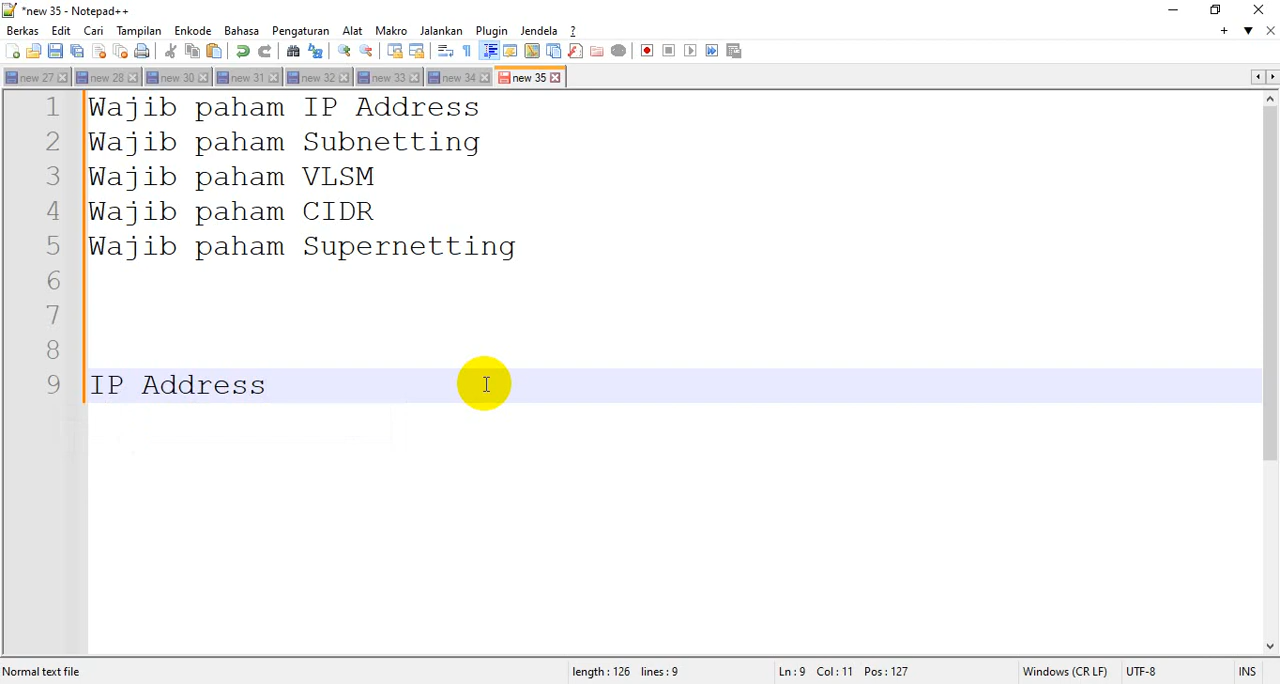 *new 35 - Notepad++
Berkas Edit Cari Tampilan Enkode Bahasa Pengaturan Alat Makro Jalankan Plugin Jendela ?
new 27 new 28 new 30 new 31 new 32 new 33 new 34 new 35
1 Wajib paham IP Address
2 Wajib paham Subnetting
3 Wajib paham VLSM
4 Wajib paham CIDR
5 Wajib paham Supernetting
6
7
8
9 IP Address
Normal text file length : 126 lines : 9 Ln : 9 Col : 11 Pos : 127 Windows (CR LF) UTF-8 INS